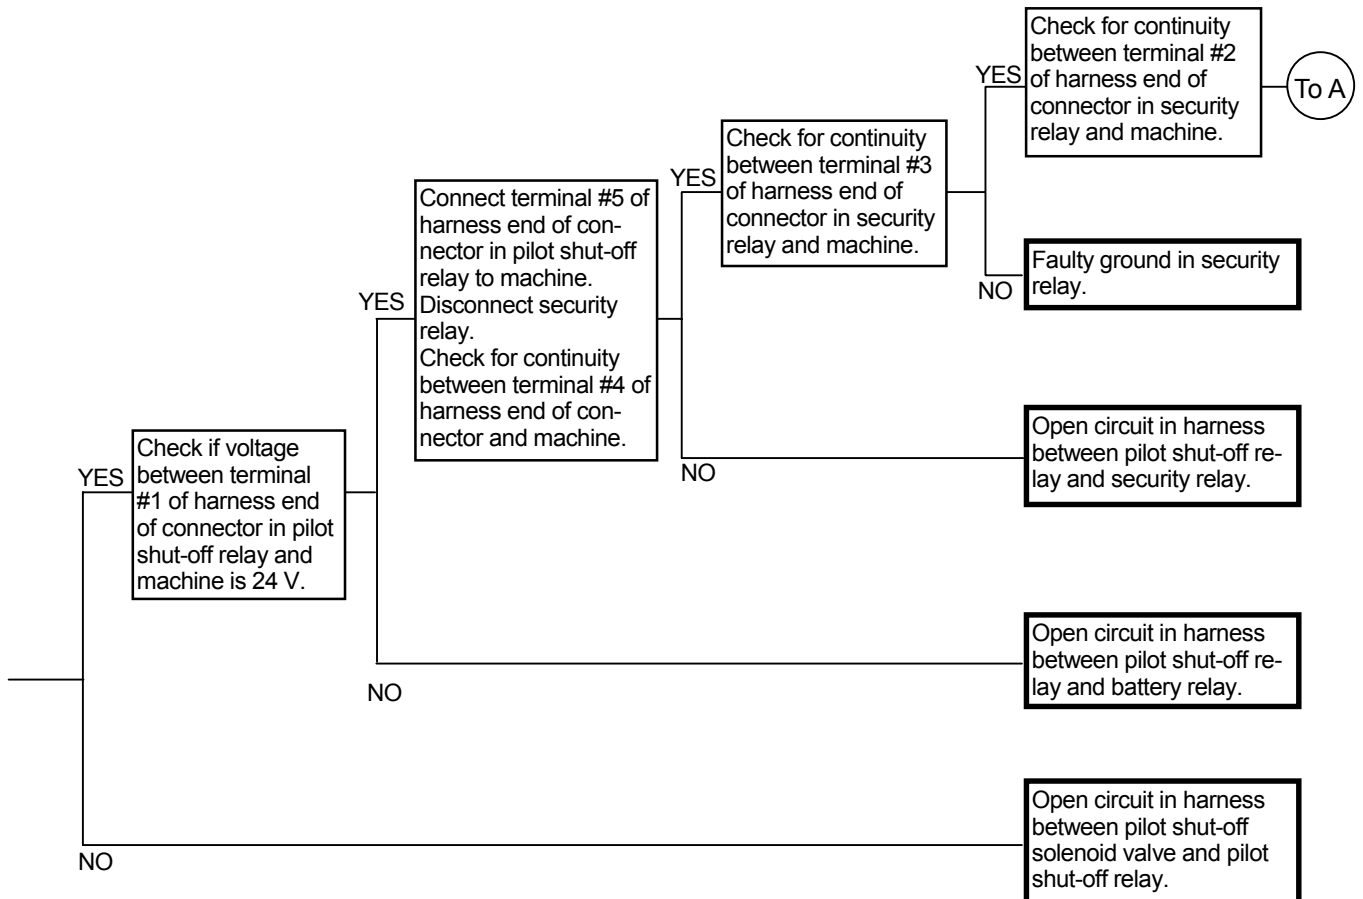 Check for continuity
between terminal #2
of harness end of
connector in security
relay and machine.
YES
To A
Check for continuity
between terminal #3
of harness end of
connector in security
relay and machine.
YES
Faulty ground in security
relay.
NO
Connect terminal #5 of
harness end of con-
nector in pilot shut-off
relay to machine.
Disconnect security
relay.
Check for continuity
between terminal #4 of
harness end of con-
nector and machine.
YES
Open circuit in harness
between pilot shut-off re-
lay and security relay.
NO
Check if voltage
between terminal
#1 of harness end
of connector in pilot
shut-off relay and
machine is 24 V.
YES
Open circuit in harness
between pilot shut-off re-
lay and battery relay.
NO
Open circuit in harness
between pilot shut-off
solenoid valve and pilot
shut-off relay.
NO